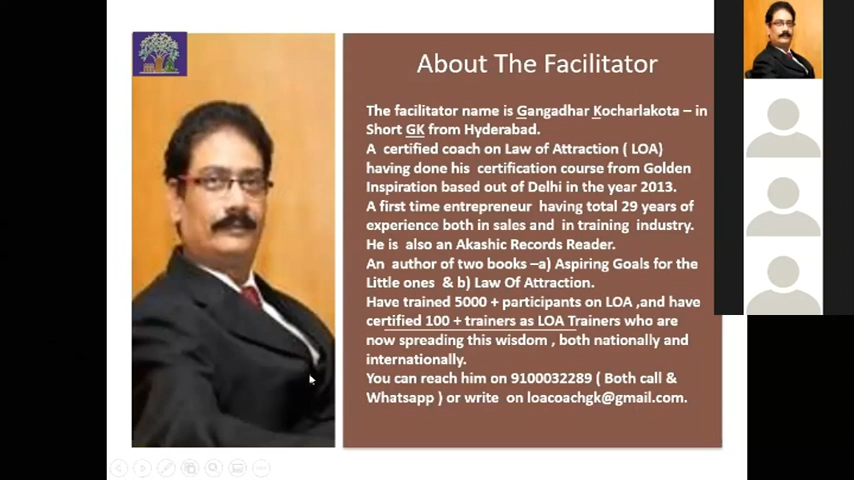 About The Facilitator
The facilitator name is Gangadhar Kocharlakota – in
Short GK from Hyderabad.
A certified coach on Law of Attraction ( LOA)
having done his certification course from Golden
Inspiration based out of Delhi in the year 2013.
A first time entrepreneur having total 29 years of
experience both in sales and in training industry.
He is also an Akashic Records Reader.
An author of two books –a) Aspiring Goals for the
Little ones & b) Law Of Attraction.
Have trained 5000 + participants on LOA ,and have
certified 100 + trainers as LOA Trainers who are
now spreading this wisdom , both nationally and
internationally.
You can reach him on 9100032289 ( Both call &
Whatsapp ) or write on loacoachgk@gmail.com.